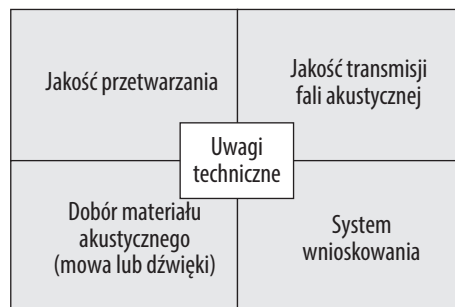 Jakość przetwarzania
Jakość transmisji
fali akustycznej
Uwagi
techniczne
Dobór materiału
akustycznego
(mowa lub dźwięki)
System
wnioskowania